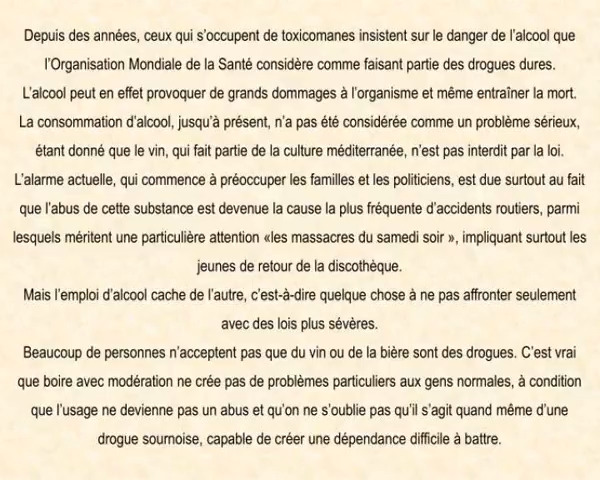 Depuis des années, ceux qui s’occupent de toxicomanes insistent sur le danger de l’alcool que
l’Organisation Mondiale de la Santé considère comme faisant partie des drogues dures.
L’alcool peut en effet provoquer de grands dommages à l’organisme et même entraîner la mort.
La consommation d’alcool, jusqu’à présent, n’a pas été considérée comme un problème sérieux,
étant donné que le vin, qui fait partie de la culture méditerranée, n’est pas interdit par la loi.
L’alarme actuelle, qui commence à préoccuper les familles et les politiciens, est due surtout au fait
que l’abus de cette substance est devenue la cause la plus fréquente d’accidents routiers, parmi
lesquels méritent une particulière attention «les massacres du samedi soir », impliquant surtout les
jeunes de retour de la discothèque.
Mais l’emploi d’alcool cache de l’autre, c’est-à-dire quelque chose à ne pas affronter seulement
avec des lois plus sévères.
Beaucoup de personnes n’acceptent pas que du vin ou de la bière sont des drogues. C’est vrai
que boire avec modération ne crée pas de problèmes particuliers aux gens normales, à condition
que l’usage ne devienne pas un abus et qu’on ne s’oublie pas qu’il s’agit quand même d’une
drogue sournoise, capable de créer une dépendance difficile à battre.